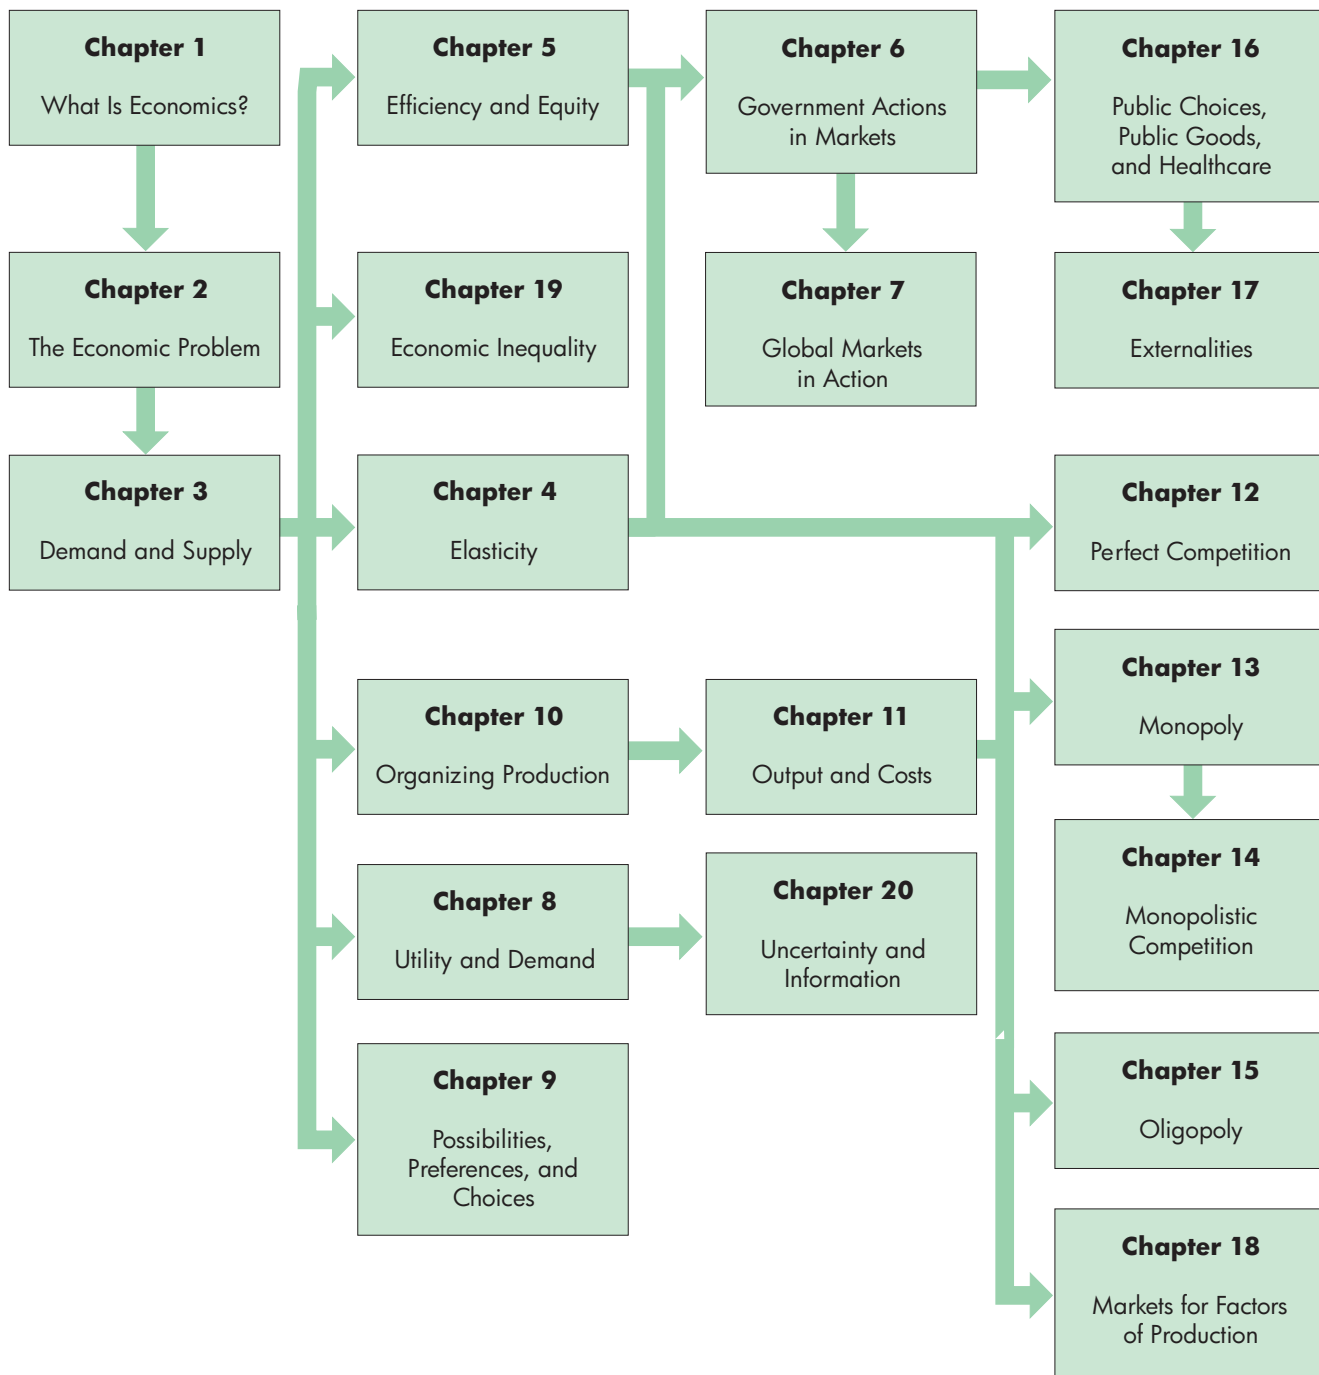 Chapter 1
What Is Economics?
Chapter 2
The Economic Problem
Chapter 3
Demand and Supply
Chapter 5
Efficiency and Equity
Chapter 19
Economic Inequality
Chapter 4
Elasticity
Chapter 10
Organizing Production
Chapter 8
Utility and Demand
Chapter 9
Possibilities,
Preferences, and
Choices
Chapter 6
Government Actions
in Markets
Chapter 7
Global Markets
in Action
Chapter 11
Output and Costs
Chapter 20
Uncertainty and
Information
Chapter 16
Public Choices,
Public Goods,
and Healthcare
Chapter 17
Externalities
Chapter 12
Perfect Competition
Chapter 13
Monopoly
Chapter 14
Monopolistic
Competition
Chapter 15
Oligopoly
Chapter 18
Markets for Factors
of Production